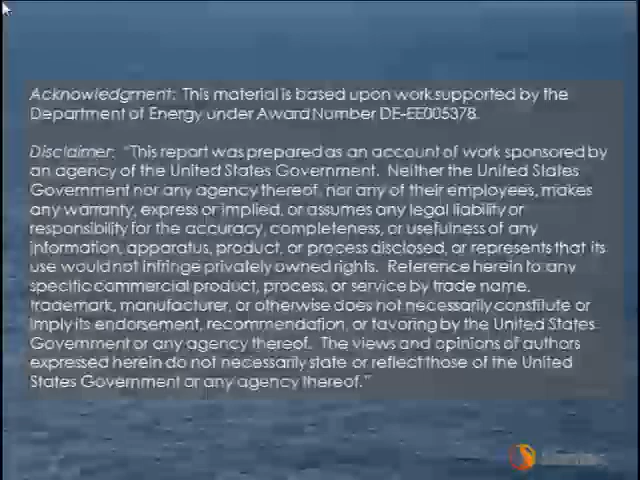 Acknowledgment: This material is based upon work supported by the
Department of Energy under Award Number DE-EE005378.
Disclaimer: "This report was prepared as an account of work sponsored by
an agency of the United States Government. Neither the United States
Government nor any agency thereof, nor any of their employees, makes
any warranty, express or implied, or assumes any legal liability or
responsibility for the accuracy, completeness, or usefulness of any
information, apparatus, product, or process disclosed, or represents that its
use would not infringe privately owned rights. Reference herein to any
specific commercial product, process, or service by trade name,
trademark, manufacturer, or otherwise does not necessarily constitute or
imply its endorsement, recommendation, or favoring by the United States
Government or any agency thereof. The views and opinions of authors
expressed herein do not necessarily state or reflect those of the United
States Government or any agency thereof."